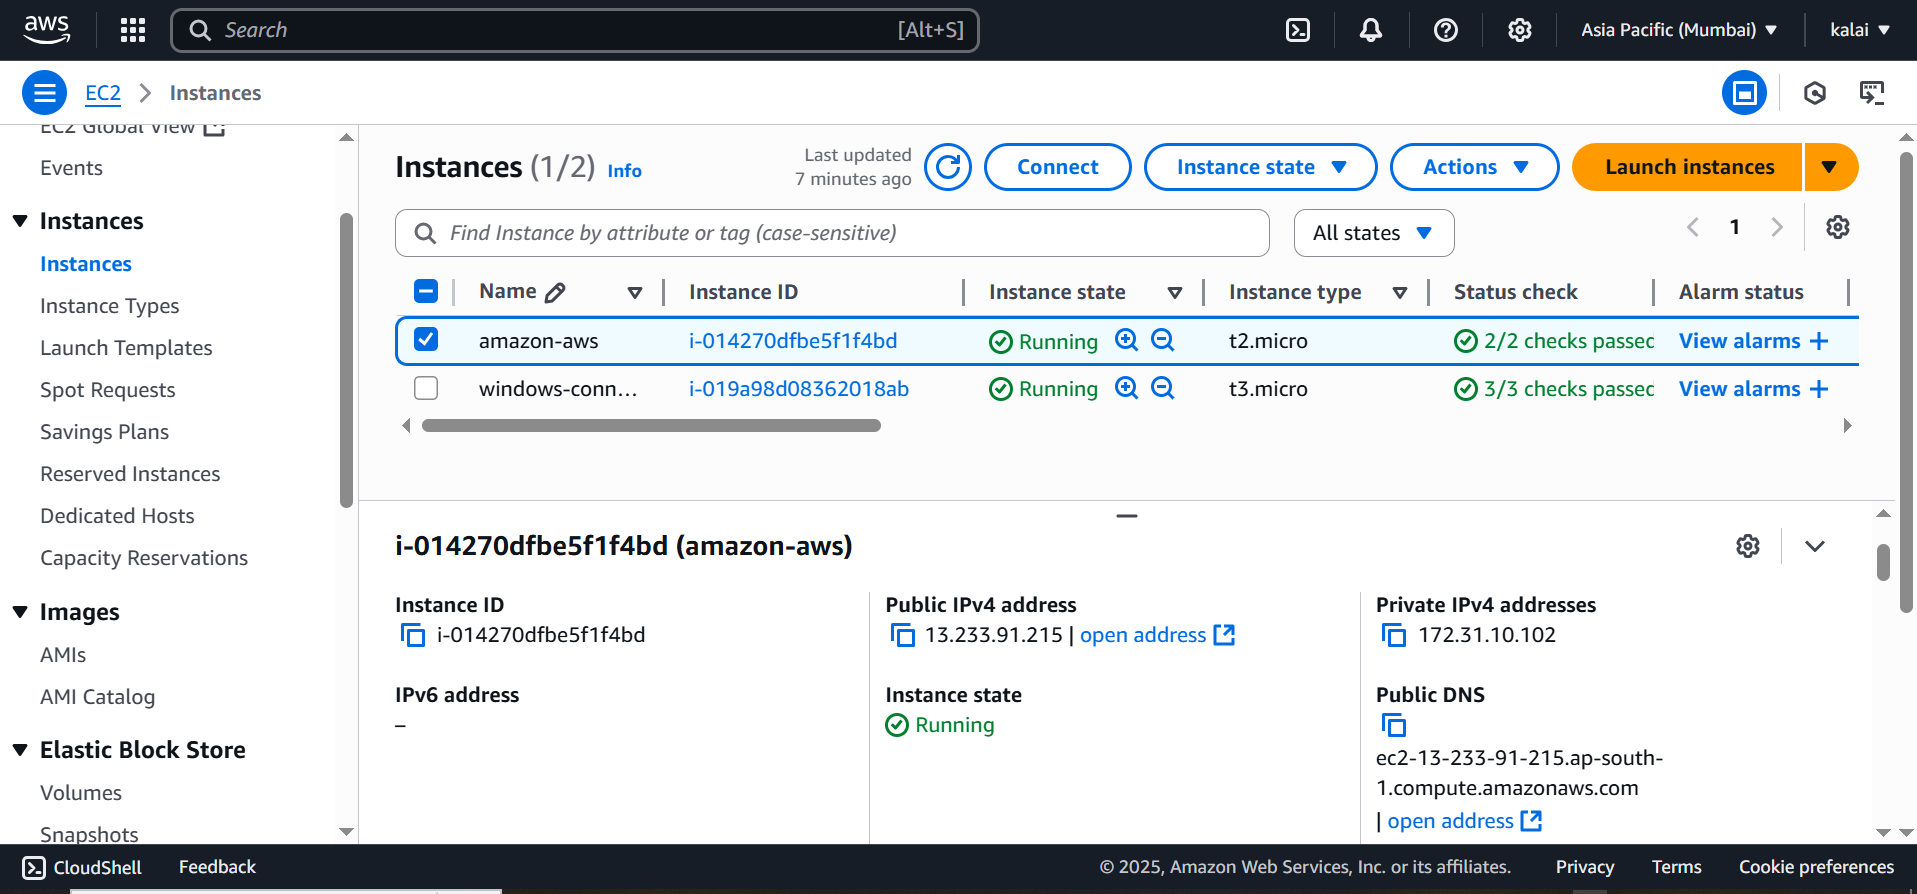 aws
Search
[Alt+S]
Asia Pacific (Mumbai)
kalai
EC2
Instances
EC2 Global View
Events
Instances
Instances
Instance Types
Launch Templates
Spot Requests
Savings Plans
Reserved Instances
Dedicated Hosts
Capacity Reservations
Images
AMIs
AMI Catalog
Elastic Block Store
Volumes
Snapshots
Instances (1/2) Info
Last updated
7 minutes ago
Connect
Instance state
Actions
Launch instances
Find Instance by attribute or tag (case-sensitive)
All states
1
Name Instance ID Instance state Instance type Status check Alarm status
amazon-aws i-014270dfbe5f1f4bd Running t2.micro 2/2 checks passed View alarms +
windows-conn... i-019a98d08362018ab Running t3.micro 3/3 checks passed View alarms +
i-014270dfbe5f1f4bd (amazon-aws)
Instance ID
i-014270dfbe5f1f4bd
Public IPv4 address
13.233.91.215 | open address
Private IPv4 addresses
172.31.10.102
IPv6 address
–
Instance state
Running
Public DNS
ec2-13-233-91-215.ap-south-
1.compute.amazonaws.com
| open address
CloudShell
Feedback
© 2025, Amazon Web Services, Inc. or its affiliates.
Privacy
Terms
Cookie preferences